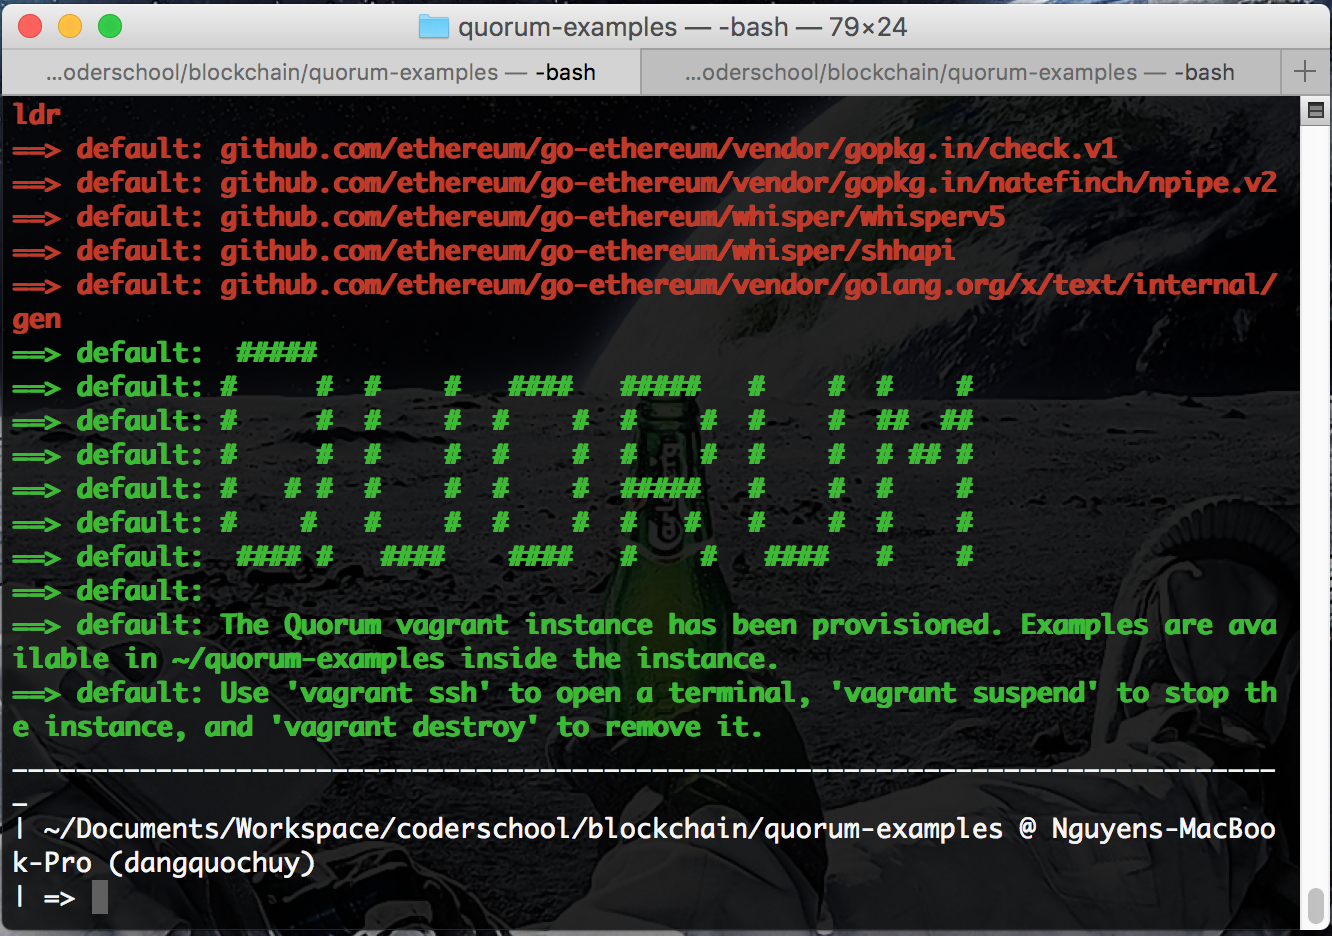 quorum-examples — -bash — 79×24
...oderschool/blockchain/quorum-examples — -bash
...oderschool/blockchain/quorum-examples — -bash
+
ldr
==> default: github.com/ethereum/go-ethereum/vendor/gopkg.in/check.v1
==> default: github.com/ethereum/go-ethereum/vendor/gopkg.in/natefinch/npipe.v2
==> default: github.com/ethereum/go-ethereum/whisper/whisperv5
==> default: github.com/ethereum/go-ethereum/whisper/shhapi
==> default: github.com/ethereum/go-ethereum/vendor/golang.org/x/text/internal/
gen
==> default:  #####
==> default: #     #  #    #   ####   #####   #    #  #    #
==> default: #     #  #    #  #    #  #    #  #    #  ##  ##
==> default: #     #  #    #  #    #  #    #  #    #  # ## #
==> default: #   # #  #    #  #    #  #####   #    #  #    #
==> default: #    #   #    #  #    #  #   #   #    #  #    #
==> default:  #### #   ####    ####   #    #   ####   #    #
==> default:
==> default: The Quorum vagrant instance has been provisioned. Examples are ava
ilable in ~/quorum-examples inside the instance.
==> default: Use 'vagrant ssh' to open a terminal, 'vagrant suspend' to stop th
e instance, and 'vagrant destroy' to remove it.
_______________________________________________________________________________
_
| ~/Documents/Workspace/coderschool/blockchain/quorum-examples @ Nguyens-MacBoo
k-Pro (dangquochuy)
| =>